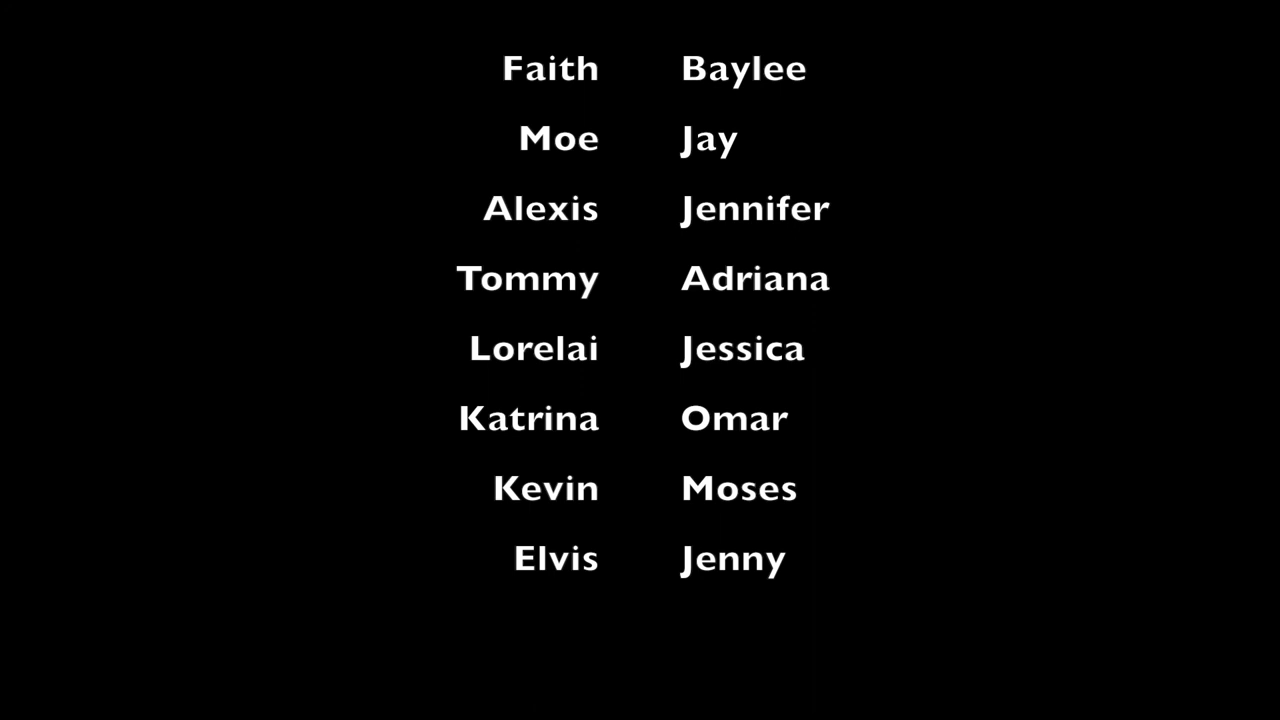 Faith Baylee
Moe Jay
Alexis Jennifer
Tommy Adriana
Lorelai Jessica
Katrina Omar
Kevin Moses
Elvis Jenny